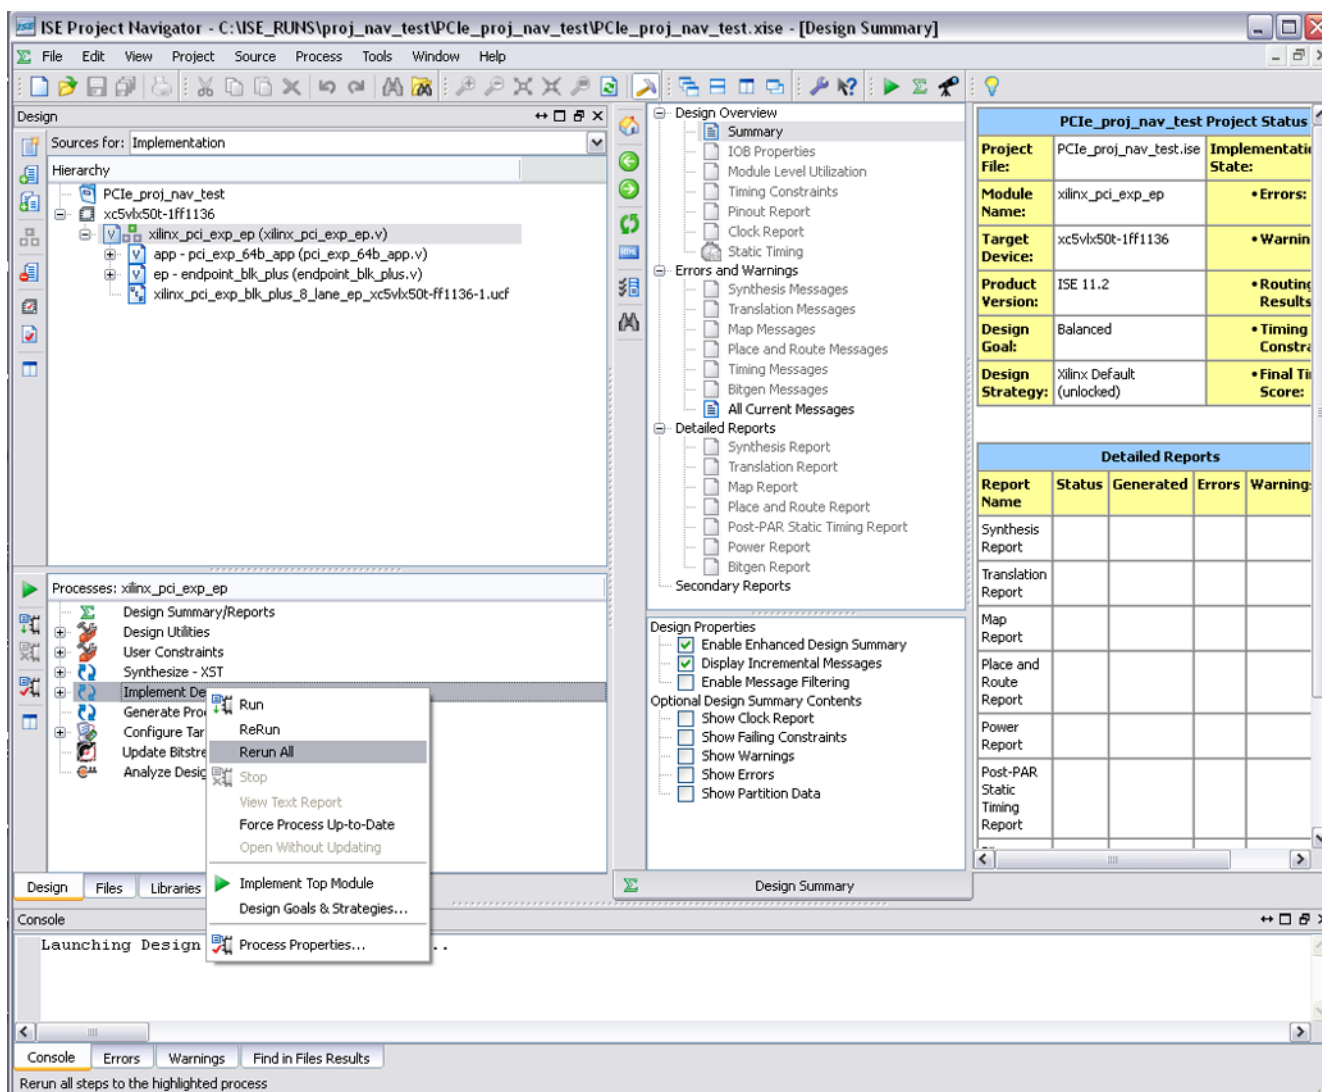 ISE Project Navigator - C:\ISE_RUNS\proj_nav_test\PCIe_proj_nav_test\PCIe_proj_nav_test.xise - [Design Summary]
File Edit View Project Source Process Tools Window Help
Design
Sources for: Implementation
Hierarchy
PCIe_proj_nav_test
xc5vlx50t-1ff1136
xilinx_pci_exp_ep (xilinx_pci_exp_ep.v)
app - pci_exp_64b_app (pci_exp_64b_app.v)
ep - endpoint_blk_plus (endpoint_blk_plus.v)
xilinx_pci_exp_blk_plus_8_lane_ep_xc5vlx50t-ff1136-1.ucf
Processes: xilinx_pci_exp_ep
Design Summary/Reports
Design Utilities
User Constraints
Synthesize - XST
Implement De
Generate Pro
Configure Tar
Update Bitstre
Analyze Desig
Run
ReRun
Rerun All
Stop
View Text Report
Force Process Up-to-Date
Open Without Updating
Implement Top Module
Design Goals & Strategies...
Process Properties...
Design Files Libraries
Design Overview
Summary
IOB Properties
Module Level Utilization
Timing Constraints
Pinout Report
Clock Report
Static Timing
Errors and Warnings
Synthesis Messages
Translation Messages
Map Messages
Place and Route Messages
Timing Messages
Bitgen Messages
All Current Messages
Detailed Reports
Synthesis Report
Translation Report
Map Report
Place and Route Report
Post-PAR Static Timing Report
Power Report
Bitgen Report
Secondary Reports
Design Properties
Enable Enhanced Design Summary
Display Incremental Messages
Enable Message Filtering
Optional Design Summary Contents
Show Clock Report
Show Failing Constraints
Show Warnings
Show Errors
Show Partition Data
Design Summary
PCIe_proj_nav_test Project Status
Project File: PCIe_proj_nav_test.ise Implementati State:
Module Name: xilinx_pci_exp_ep • Errors:
Target Device: xc5vlx50t-1ff1136 • Warnin
Product Version: ISE 11.2 • Routing Results
Design Goal: Balanced • Timing Constra
Design Strategy: Xilinx Default (unlocked) • Final Ti Score:
Detailed Reports
Report Name Status Generated Errors Warning
Synthesis Report
Translation Report
Map Report
Place and Route Report
Power Report
Post-PAR Static Timing Report
Console
Launching Design ..
Console Errors Warnings Find in Files Results
Rerun all steps to the highlighted process